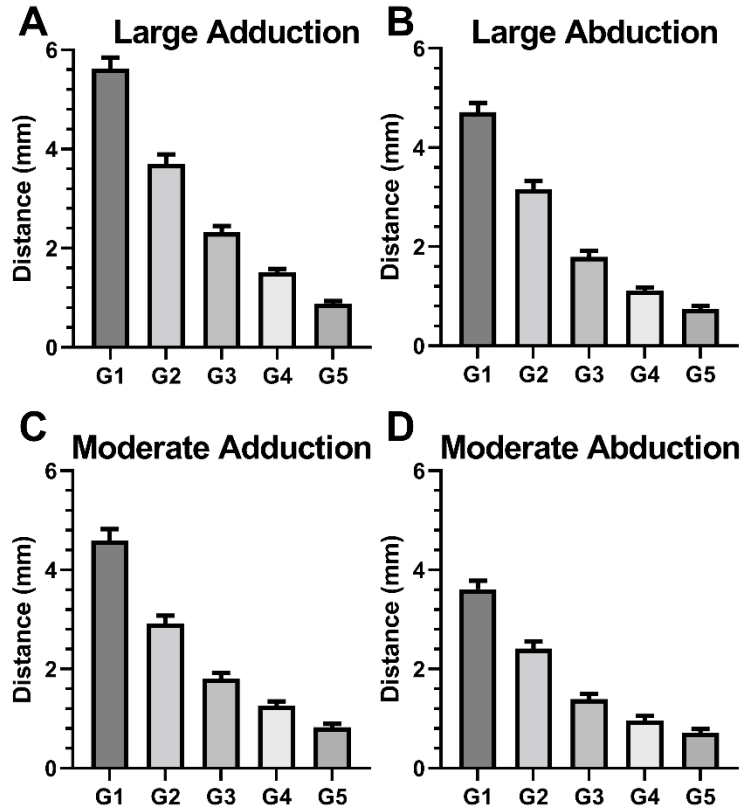 A Large Adduction
Distance (mm)
6
4
2
0
G1 G2 G3 G4 G5
B Large Abduction
Distance (mm)
6
4
2
0
G1 G2 G3 G4 G5
C Moderate Adduction
Distance (mm)
6
4
2
0
G1 G2 G3 G4 G5
D Moderate Abduction
Distance (mm)
6
4
2
0
G1 G2 G3 G4 G5